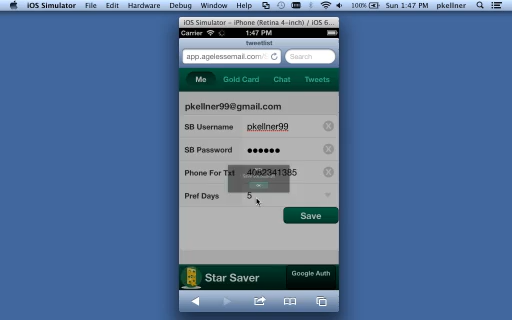 iOS Simulator File Edit Hardware Debug Window Help 100% Sun 1:47 PM pkellner
iOS Simulator – iPhone (Retina 4-inch) / iOS 6...
Carrier 1:47 PM
tweetlist
app.agelessemail.com/ Search
Me Gold Card Chat Tweets
pkellner99@gmail.com
SB Username pkellner99
SB Password ●●●●●●
Phone For Txt 4082341385
Pref Days 5
Save
Star Saver Google Auth